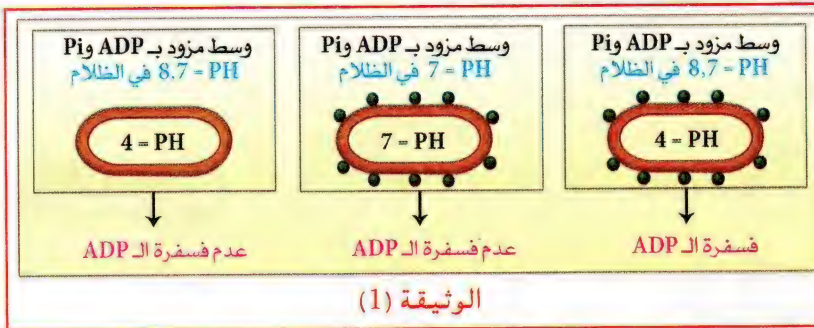 وسط مزود بـ ADP وPi
PH = 8,7 في الظلام
PH = 4
فسفرة الـ ADP
وسط مزود بـ ADP وPi
PH = 7 في الظلام
PH = 7
عدم فسفرة الـ ADP
وسط مزود بـ ADP وPi
PH = 8.7 في الظلام
PH = 4
عدم فسفرة الـ ADP
الوثيقة (1)